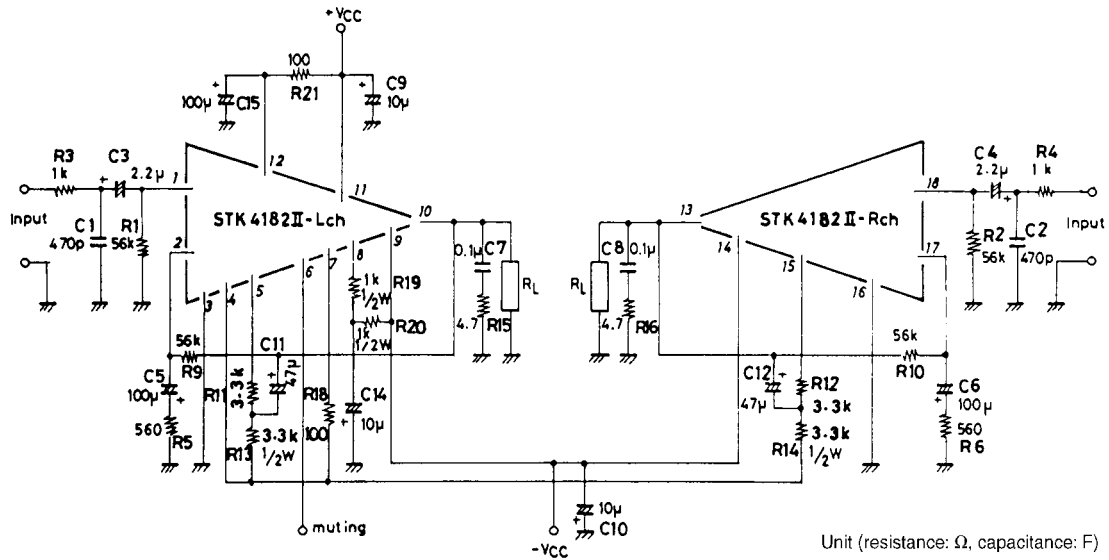 +VCC
100
R21
100µ
+
C15
+
C9
10µ
R3
1k
C3
+
2.2µ
1
12
11
STK4182II-Lch
10
13
STK4182II-Rch
C4
2.2µ
+
R4
1k
18
Input
C1
470p
R1
56k
2
3
4
5
6
7
8
9
0.1µ
C7
RL
4.7
R15
1k
1/2W
R19
R20
1k
1/2W
RL
C8
0.1µ
4.7
R16
14
15
16
17
R2
56k
C2
470p
Input
56k
R9
C5
100µ
+
560
R5
C11
+
47µ
R11
3.3k
3.3k
R13
1/2W
R18
100
C14
+
10µ
C12
+
47µ
R12
3.3k
3.3k
R14
1/2W
56k
R10
C6
+
100µ
560
R6
muting
-VCC
10µ
+
C10
Unit (resistance: Ω, capacitance: F)